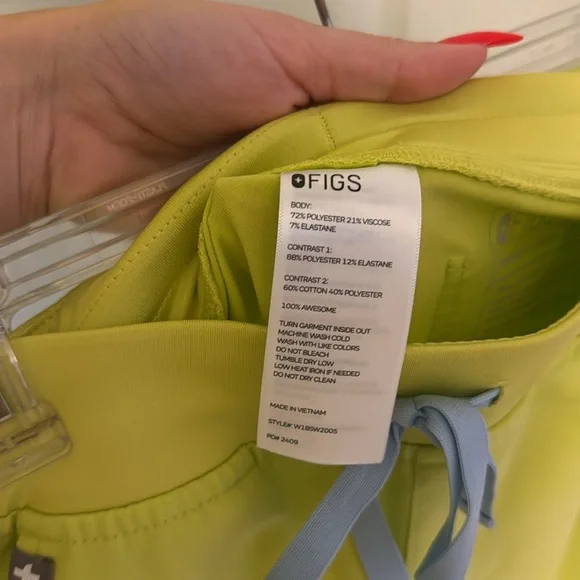 FIGS
BODY:
72% POLYESTER 21% VISCOSE
7% ELASTANE
CONTRAST 1:
88% POLYESTER 12% ELASTANE
CONTRAST 2:
60% COTTON 40% POLYESTER
100% AWESOME
TURN GARMENT INSIDE OUT
MACHINE WASH COLD
WASH WITH LIKE COLORS
DO NOT BLEACH
TUMBLE DRY LOW
LOW HEAT IRON IF NEEDED
DO NOT DRY CLEAN
MADE IN VIETNAM
STYLE# W18SW2005
PO# 2409